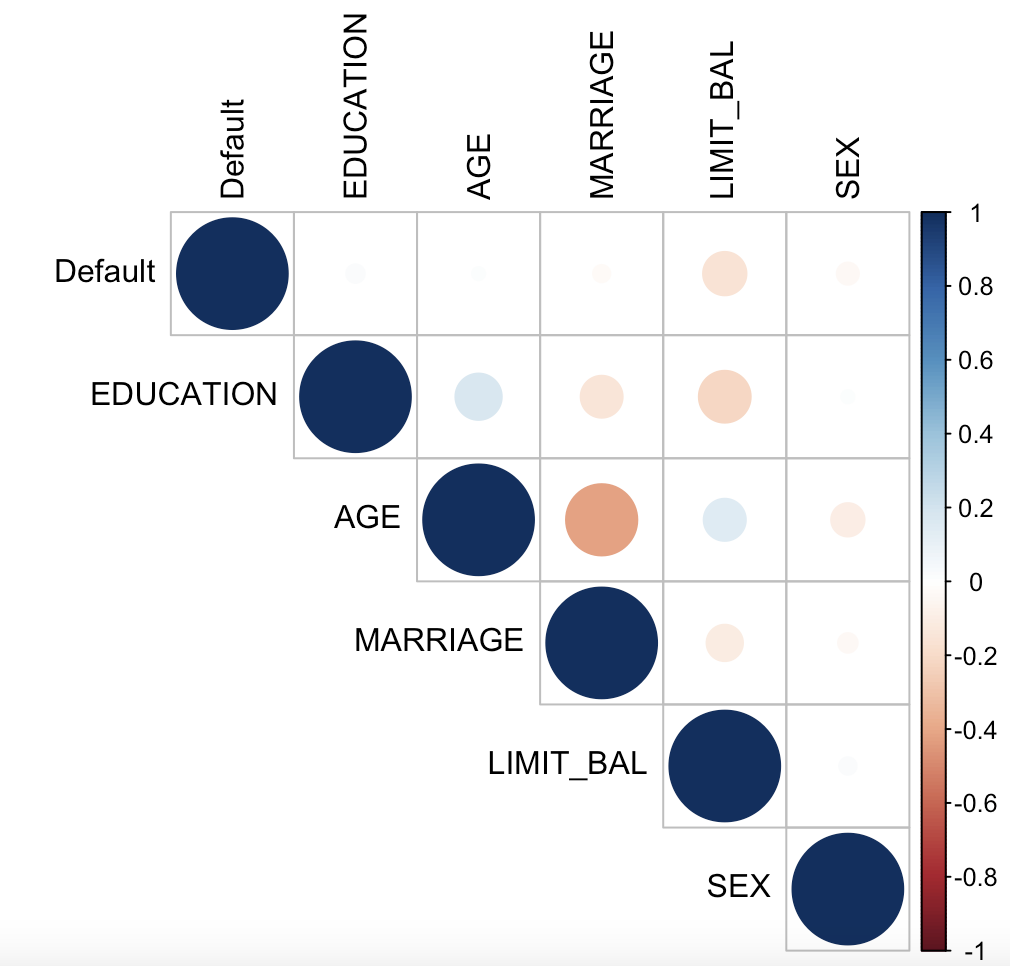 Default
EDUCATION
AGE
MARRIAGE
LIMIT_BAL
SEX
Default
EDUCATION
AGE
MARRIAGE
LIMIT_BAL
SEX
1
0.8
0.6
0.4
0.2
0
-0.2
-0.4
-0.6
-0.8
-1